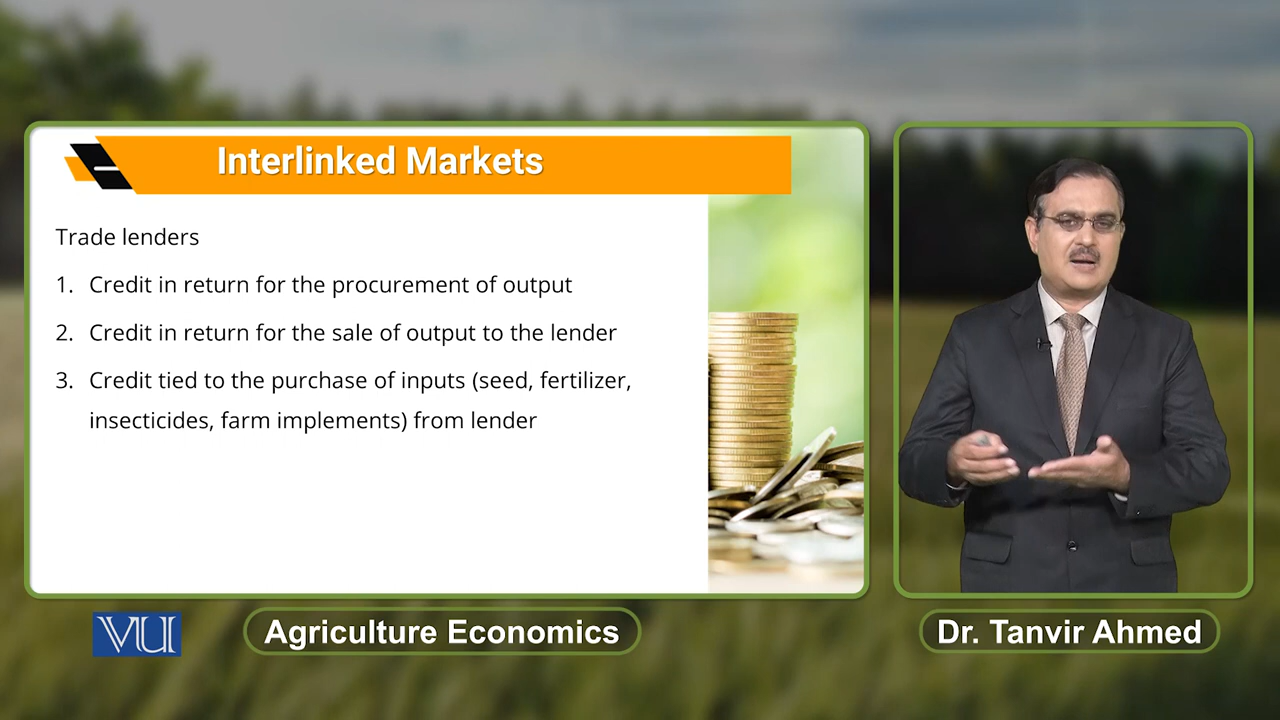 Interlinked Markets
Trade lenders
1. Credit in return for the procurement of output
2. Credit in return for the sale of output to the lender
3. Credit tied to the purchase of inputs (seed, fertilizer,
insecticides, farm implements) from lender
VU
Agriculture Economics
Dr. Tanvir Ahmed